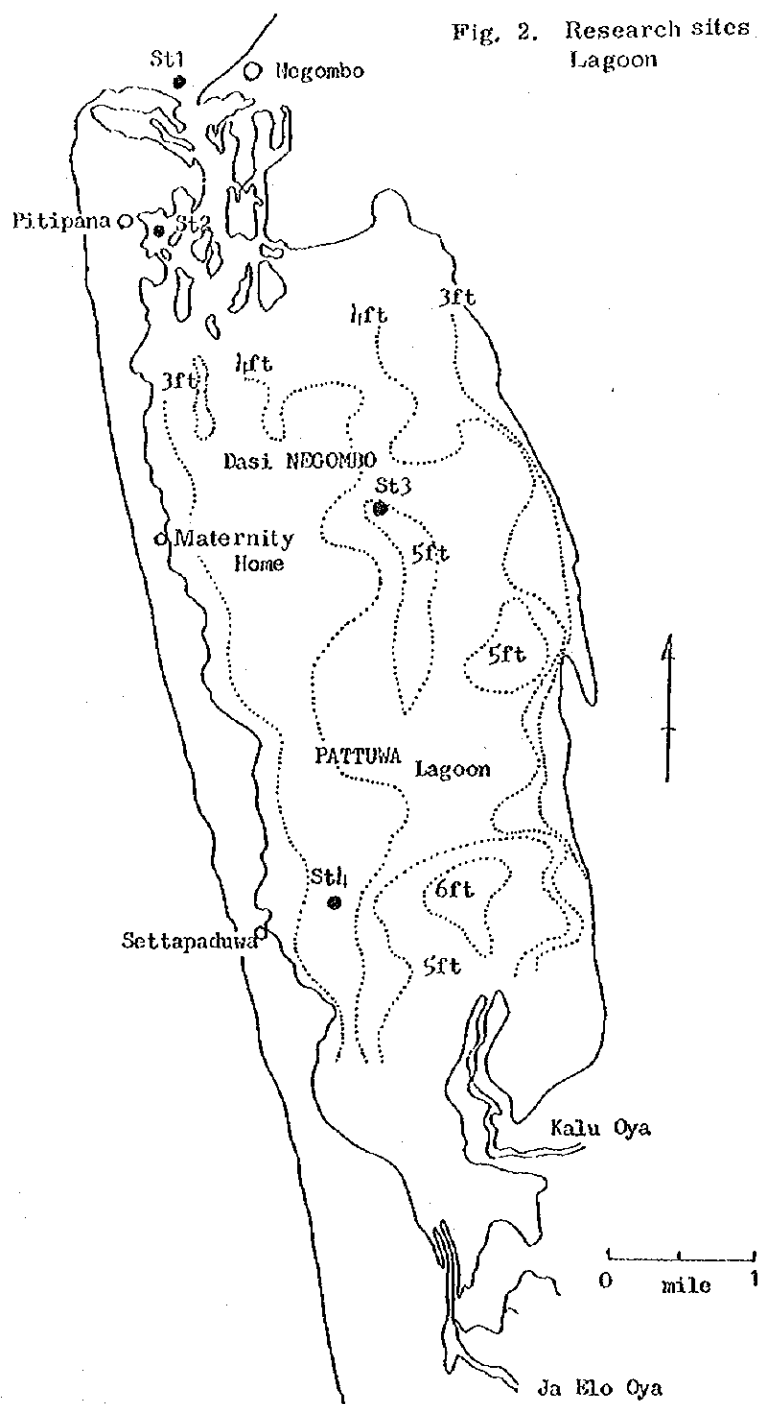 Fig. 2. Research sites
Lagoon
St1
Negombo
Pitipana
St2
3ft
4ft
3ft
4ft
Dasi NEGOMBO
St3
Maternity
Home
5ft
5ft
PATTUWA Lagoon
St4
6ft
Settapaduwa
5ft
Kalu Oya
0 1
mile
Ja Elo Oya